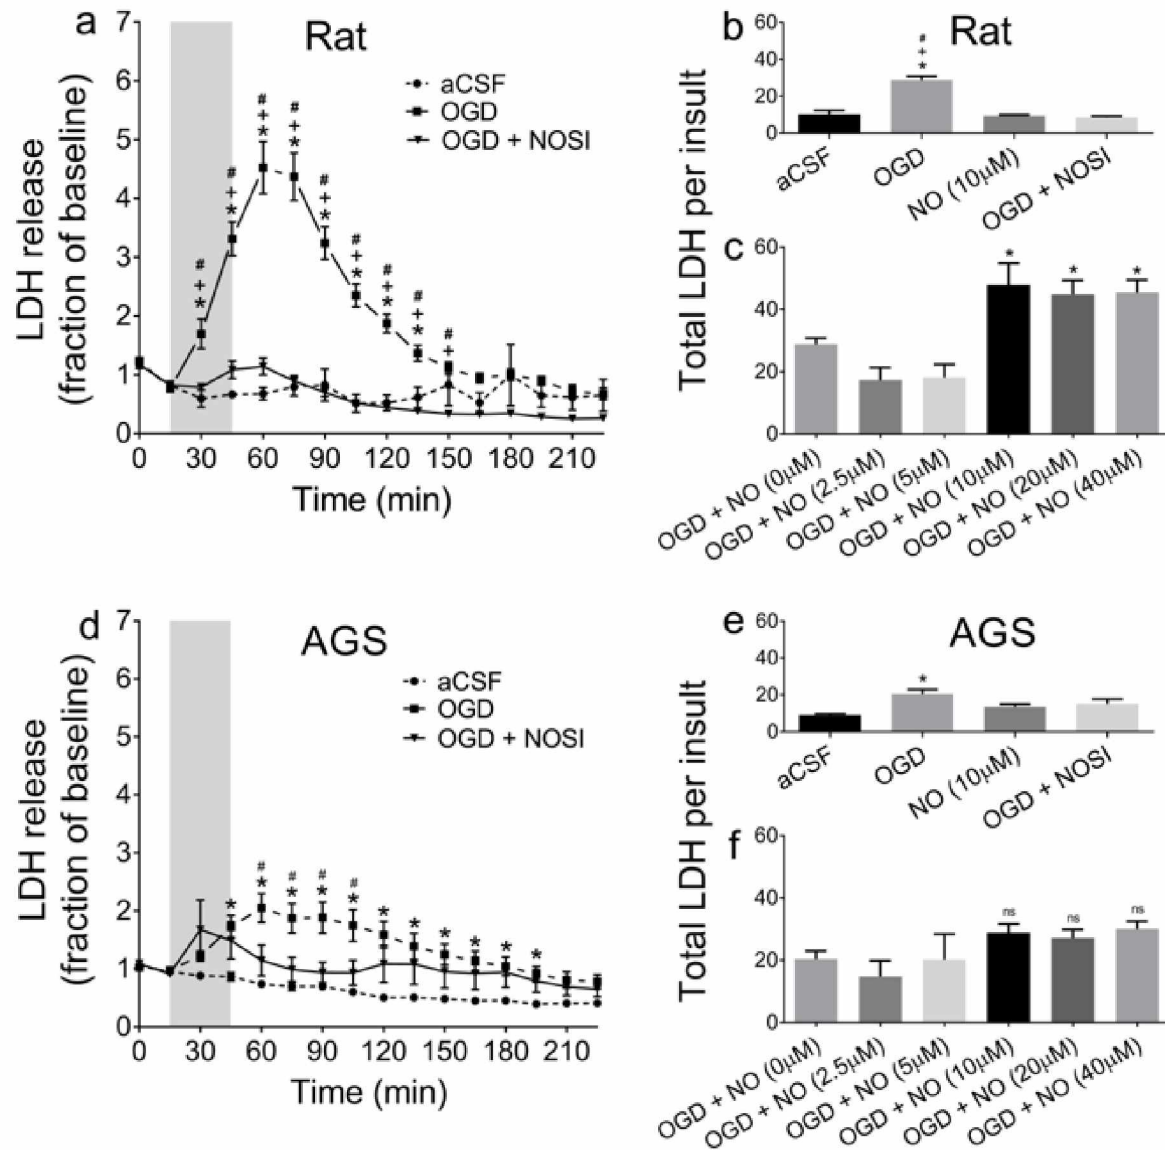 a
Rat
7
6
5
4
3
2
1
0
LDH release
(fraction of baseline)
aCSF
OGD
OGD + NOSI
# + *
# + *
# + *
# + *
# + *
# + *
# + *
# + *
# +
0 30 60 90 120 150 180 210
Time (min)
b
Rat
60
40
20
0
# + *
aCSF
OGD
NO (10μM)
OGD + NOSI
Total LDH per insult
c
60
40
20
0
* * *
OGD + NO (0μM)
OGD + NO (2.5μM)
OGD + NO (5μM)
OGD + NO (10μM)
OGD + NO (20μM)
OGD + NO (40μM)
d
AGS
7
6
5
4
3
2
1
0
LDH release
(fraction of baseline)
aCSF
OGD
OGD + NOSI
*
# *
# *
# *
# *
* * * * * *
0 30 60 90 120 150 180 210
Time (min)
e
AGS
60
40
20
0
*
aCSF
OGD
NO (10μM)
OGD + NOSI
Total LDH per insult
f
60
40
20
0
ns ns ns
OGD + NO (0μM)
OGD + NO (2.5μM)
OGD + NO (5μM)
OGD + NO (10μM)
OGD + NO (20μM)
OGD + NO (40μM)